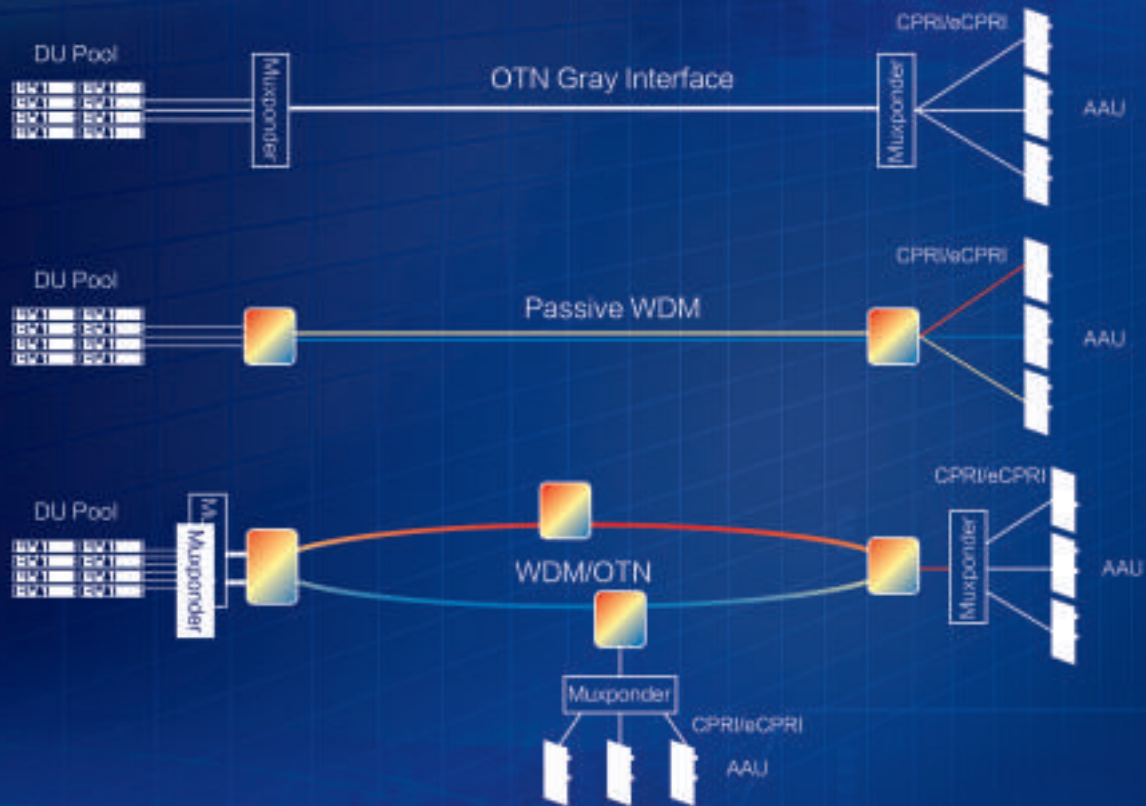 DU Pool
Muxponder
OTN Gray Interface
Muxponder
CPRI/eCPRI
AAU
DU Pool
Passive WDM
CPRI/eCPRI
AAU
DU Pool
Muxponder
WDM/OTN
Muxponder
CPRI/eCPRI
AAU
Muxponder
CPRI/eCPRI
AAU